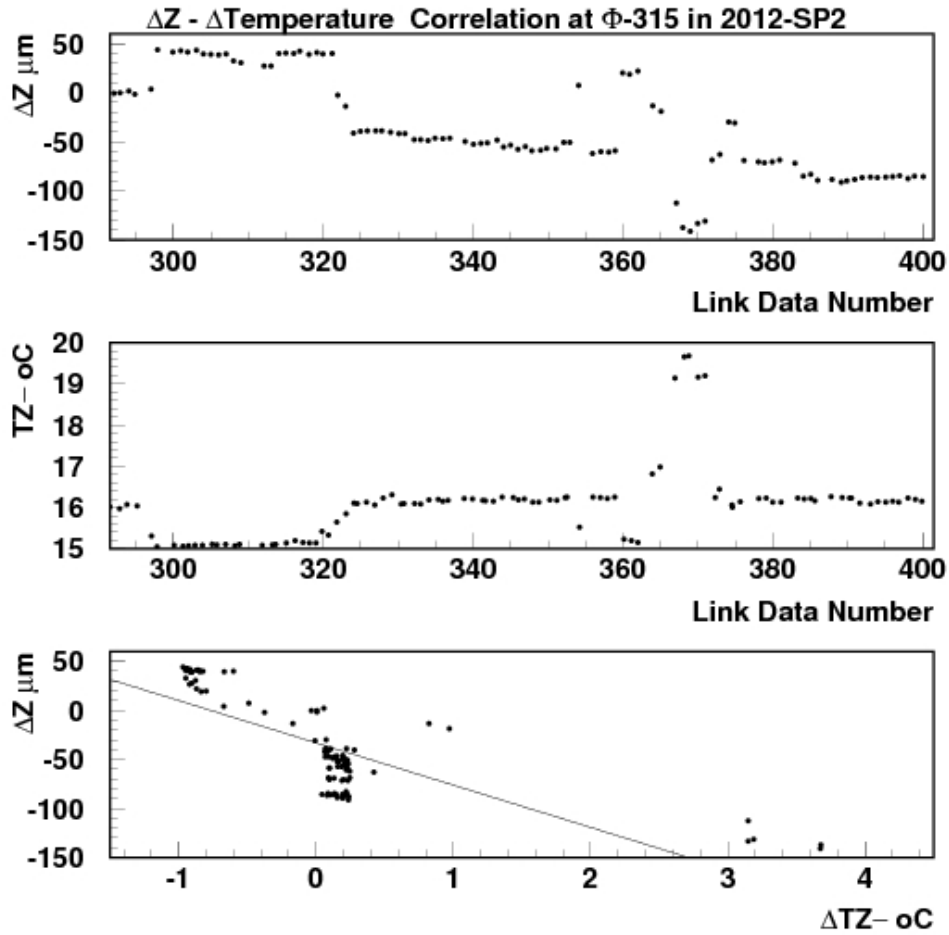 ΔZ - ΔTemperature Correlation at Φ-315 in 2012-SP2
ΔZ μm
50
0
-50
-100
-150
300 320 340 360 380 400
Link Data Number
TZ– oC
20
19
18
17
16
15
300 320 340 360 380 400
Link Data Number
ΔZ μm
50
0
-50
-100
-150
-1 0 1 2 3 4
ΔTZ– oC